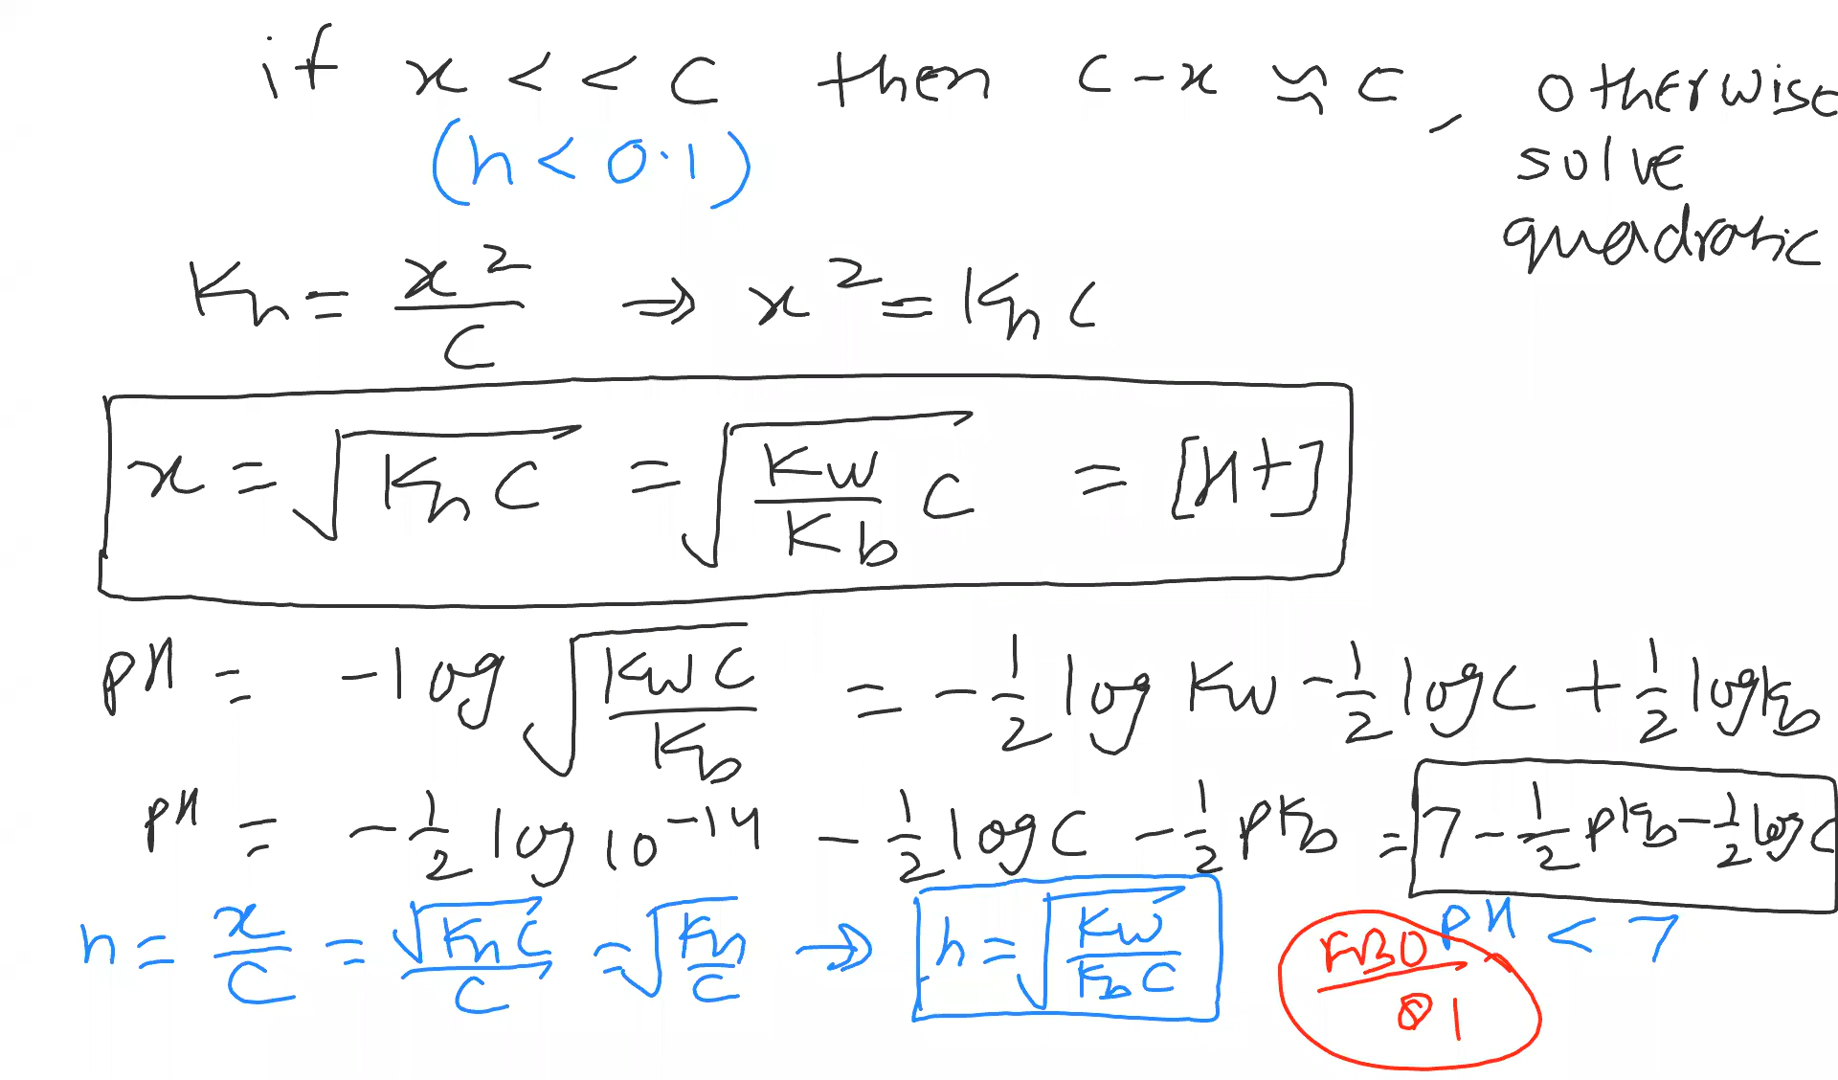 if x << c then c-x ≈ c, otherwise
(h < 0.1) solve
quadratic
Kh = x²/c ⇒ x² = Kh c
x = √(Kh c) = √(Kw/Kb c) = [H+]
pH = -log √(Kw c/Kb) = -1/2 log Kw - 1/2 log c + 1/2 log Kb
pH = -1/2 log 10⁻¹⁴ - 1/2 log c - 1/2 pKb = 7 - 1/2 pKb - 1/2 log c
h = x/c = √(Kh c)/c = √(Kh/c) ⇒ h = √(Kw/(Kb c)) pH < 7